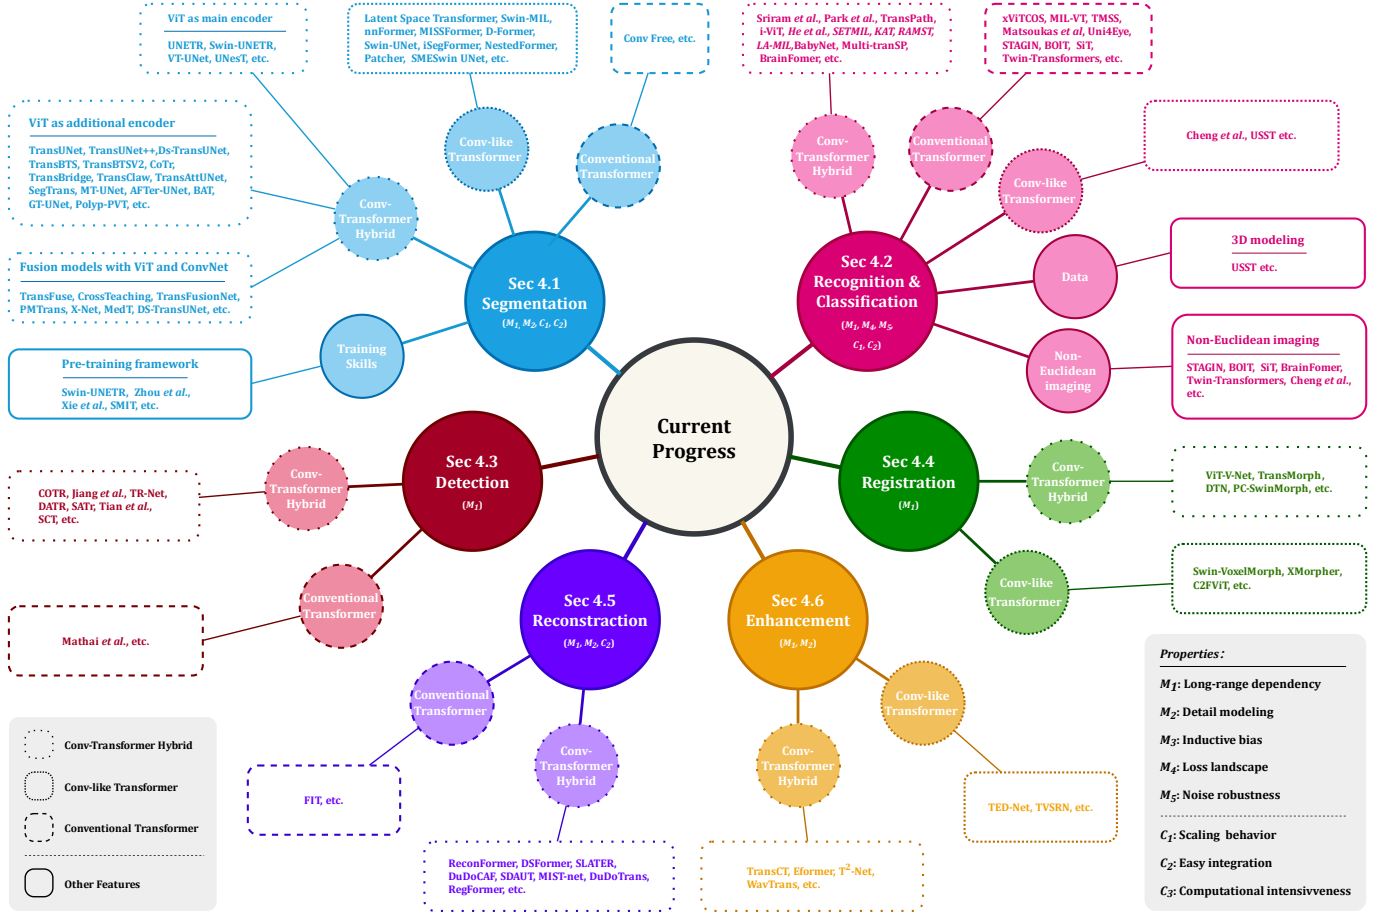 ViT as main encoder
UNETR, Swin-UNETR,
VT-UNet, UNesT, etc.
Latent Space Transformer, Swin-MIL,
nnFormer, MISSFormer, D-Former,
Swin-UNet, iSegFormer, NestedFormer,
Patcher, SMESwin UNet, etc.
Conv Free, etc.
Sriram et al., Park et al., TransPath,
i-ViT, He et al., SETMIL, KAT, RAMST,
LA-MIL,BabyNet, Multi-tranSP,
BrainFomer, etc.
xViTCOS, MIL-VT, TMSS,
Matsoukas et al, Uni4Eye,
STAGIN, BOlT, SiT,
Twin-Transformers, etc.
ViT as additional encoder
TransUNet, TransUNet++,Ds-TransUNet,
TransBTS, TransBTSV2, CoTr,
TransBridge, TransClaw, TransAttUNet,
SegTrans, MT-UNet, AFTer-UNet, BAT,
GT-UNet, Polyp-PVT, etc.
Conv-like
Transformer
Conventional
Transformer
Conv-
Transformer
Hybrid
Conventional
Transformer
Cheng et al., USST etc.
Conv-
Transformer
Hybrid
Conv-like
Transformer
Fusion models with ViT and ConvNet
TransFuse, CrossTeaching, TransFusionNet,
PMTrans, X-Net, MedT, DS-TransUNet, etc.
Sec 4.1
Segmentation
(M1, M2, C1, C2)
Sec 4.2
Recognition &
Classification
(M1, M4, M5,
C1, C2)
Data
3D modeling
USST etc.
Training
Skills
Pre-training framework
Swin-UNETR, Zhou et al.,
Xie et al., SMIT, etc.
Non-
Euclidean
imaging
Non-Euclidean imaging
STAGIN, BOlT, SiT, BrainFomer,
Twin-Transformers, Cheng et al.,
etc.
Current
Progress
Sec 4.3
Detection
(M1)
Conv-
Transformer
Hybrid
COTR, Jiang et al., TR-Net,
DATR, SATr, Tian et al.,
SCT, etc.
Sec 4.4
Registration
(M1)
Conv-
Transformer
Hybrid
ViT-V-Net, TransMorph,
DTN, PC-SwinMorph, etc.
Conventional
Transformer
Mathai et al., etc.
Conv-like
Transformer
Swin-VoxelMorph, XMorpher,
C2FViT, etc.
Sec 4.5
Reconstraction
(M1, M2, C2)
Sec 4.6
Enhancement
(M1, M2)
Conventional
Transformer
Conv-
Transformer
Hybrid
Conv-
Transformer
Hybrid
Conv-like
Transformer
FIT, etc.
TED-Net, TVSRN, etc.
ReconFormer, DSFormer, SLATER,
DuDoCAF, SDAUT, MIST-net, DuDoTrans,
RegFormer, etc.
TransCT, Eformer, T2-Net,
WavTrans, etc.
Conv-Transformer Hybrid
Conv-like Transformer
Conventional Transformer
Other Features
Properties:
M1: Long-range dependency
M2: Detail modeling
M3: Inductive bias
M4: Loss landscape
M5: Noise robustness
C1: Scaling behavior
C2: Easy integration
C3: Computational intensivveness